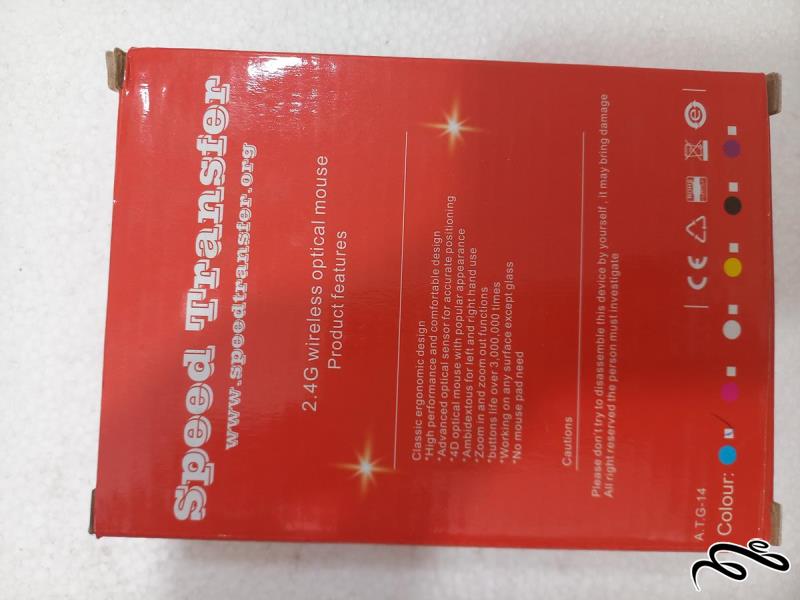 Speed Transfer
www.speedtransfer.org
2.4G wireless optical mouse
Product features
Classic ergonomic design
*High performance and comfortable design
*Advanced optical sensor for accurate positioning
*4D optical mouse with popular appearance
*Ambidextous for left and right hand use
*Zoom in and zoom out functions
*buttons life over 3,000,000 times
*Working on any surface except glass
*No mouse pad need
Cautions
Please don't try to disassemble this device by yourself , it may bring damage
All right reserved the person must investigate
A.T.G-14
CE
Colour: